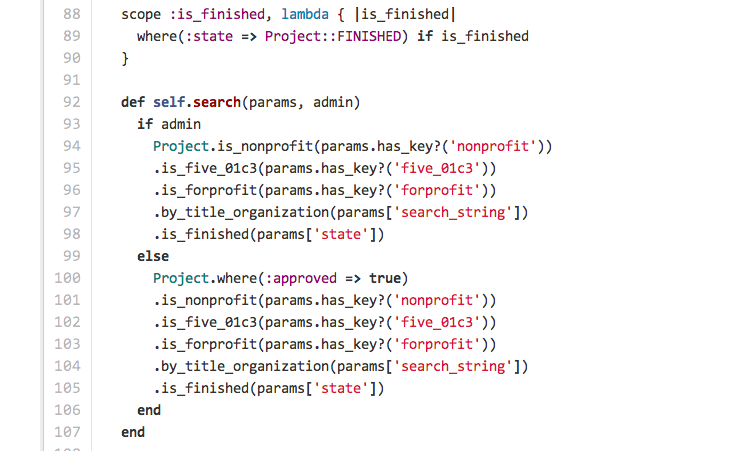 88 scope :is_finished, lambda { |is_finished|
89   where(:state => Project::FINISHED) if is_finished
90 }
91
92 def self.search(params, admin)
93   if admin
94     Project.is_nonprofit(params.has_key?('nonprofit'))
95     .is_five_01c3(params.has_key?('five_01c3'))
96     .is_forprofit(params.has_key?('forprofit'))
97     .by_title_organization(params['search_string'])
98     .is_finished(params['state'])
99   else
100     Project.where(:approved => true)
101     .is_nonprofit(params.has_key?('nonprofit'))
102     .is_five_01c3(params.has_key?('five_01c3'))
103     .is_forprofit(params.has_key?('forprofit'))
104     .by_title_organization(params['search_string'])
105     .is_finished(params['state'])
106   end
107 end